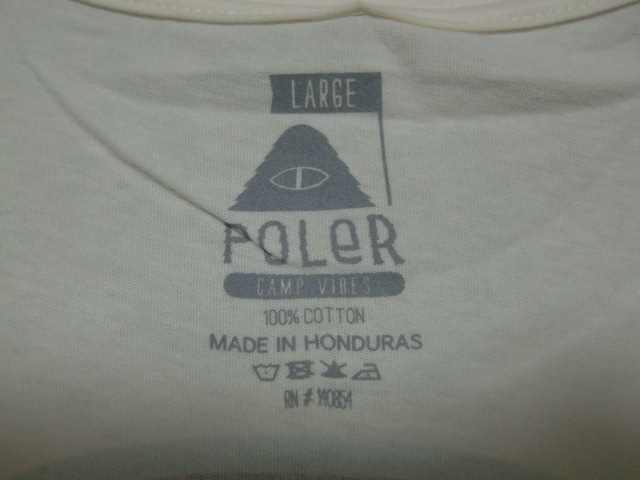 LARGE
POLeR
CAMP VIBES
100% COTTON
MADE IN HONDURAS
RN # 140854